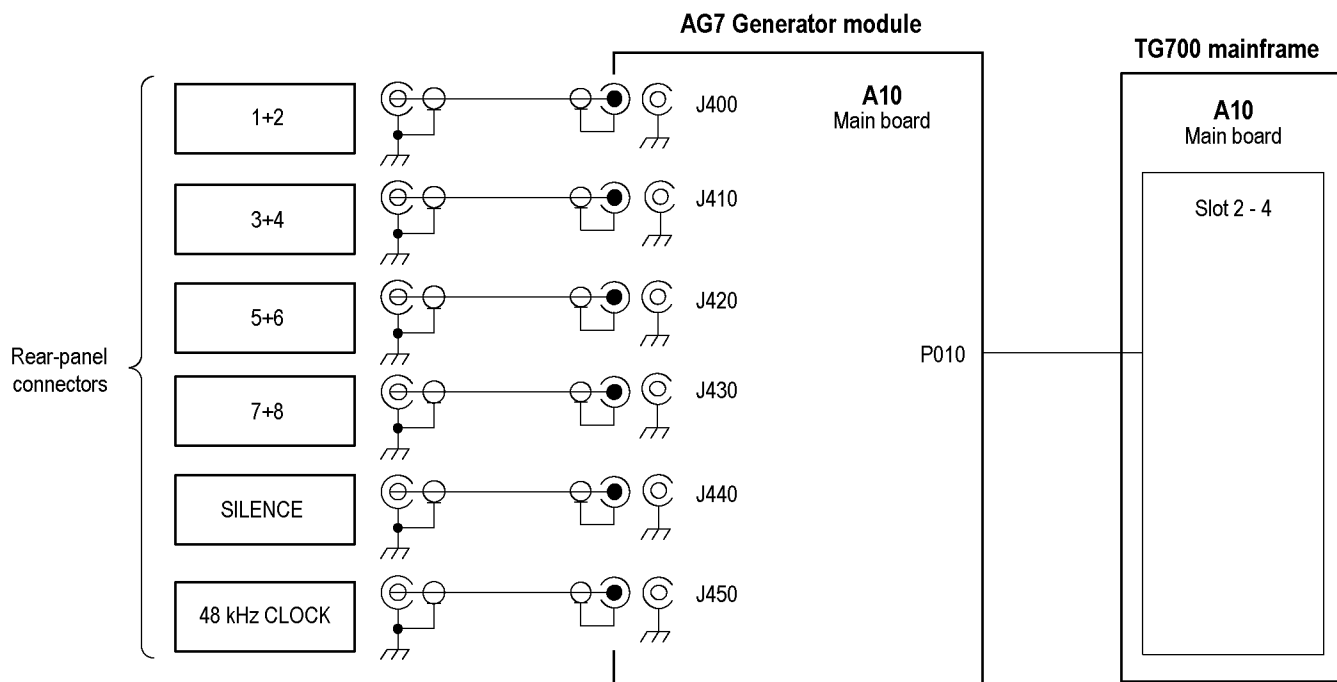 AG7 Generator module
TG700 mainframe
1+2
J400
A10
Main board
A10
Main board
3+4
J410
Slot 2 - 4
5+6
J420
Rear-panel
connectors
P010
7+8
J430
SILENCE
J440
48 kHz CLOCK
J450